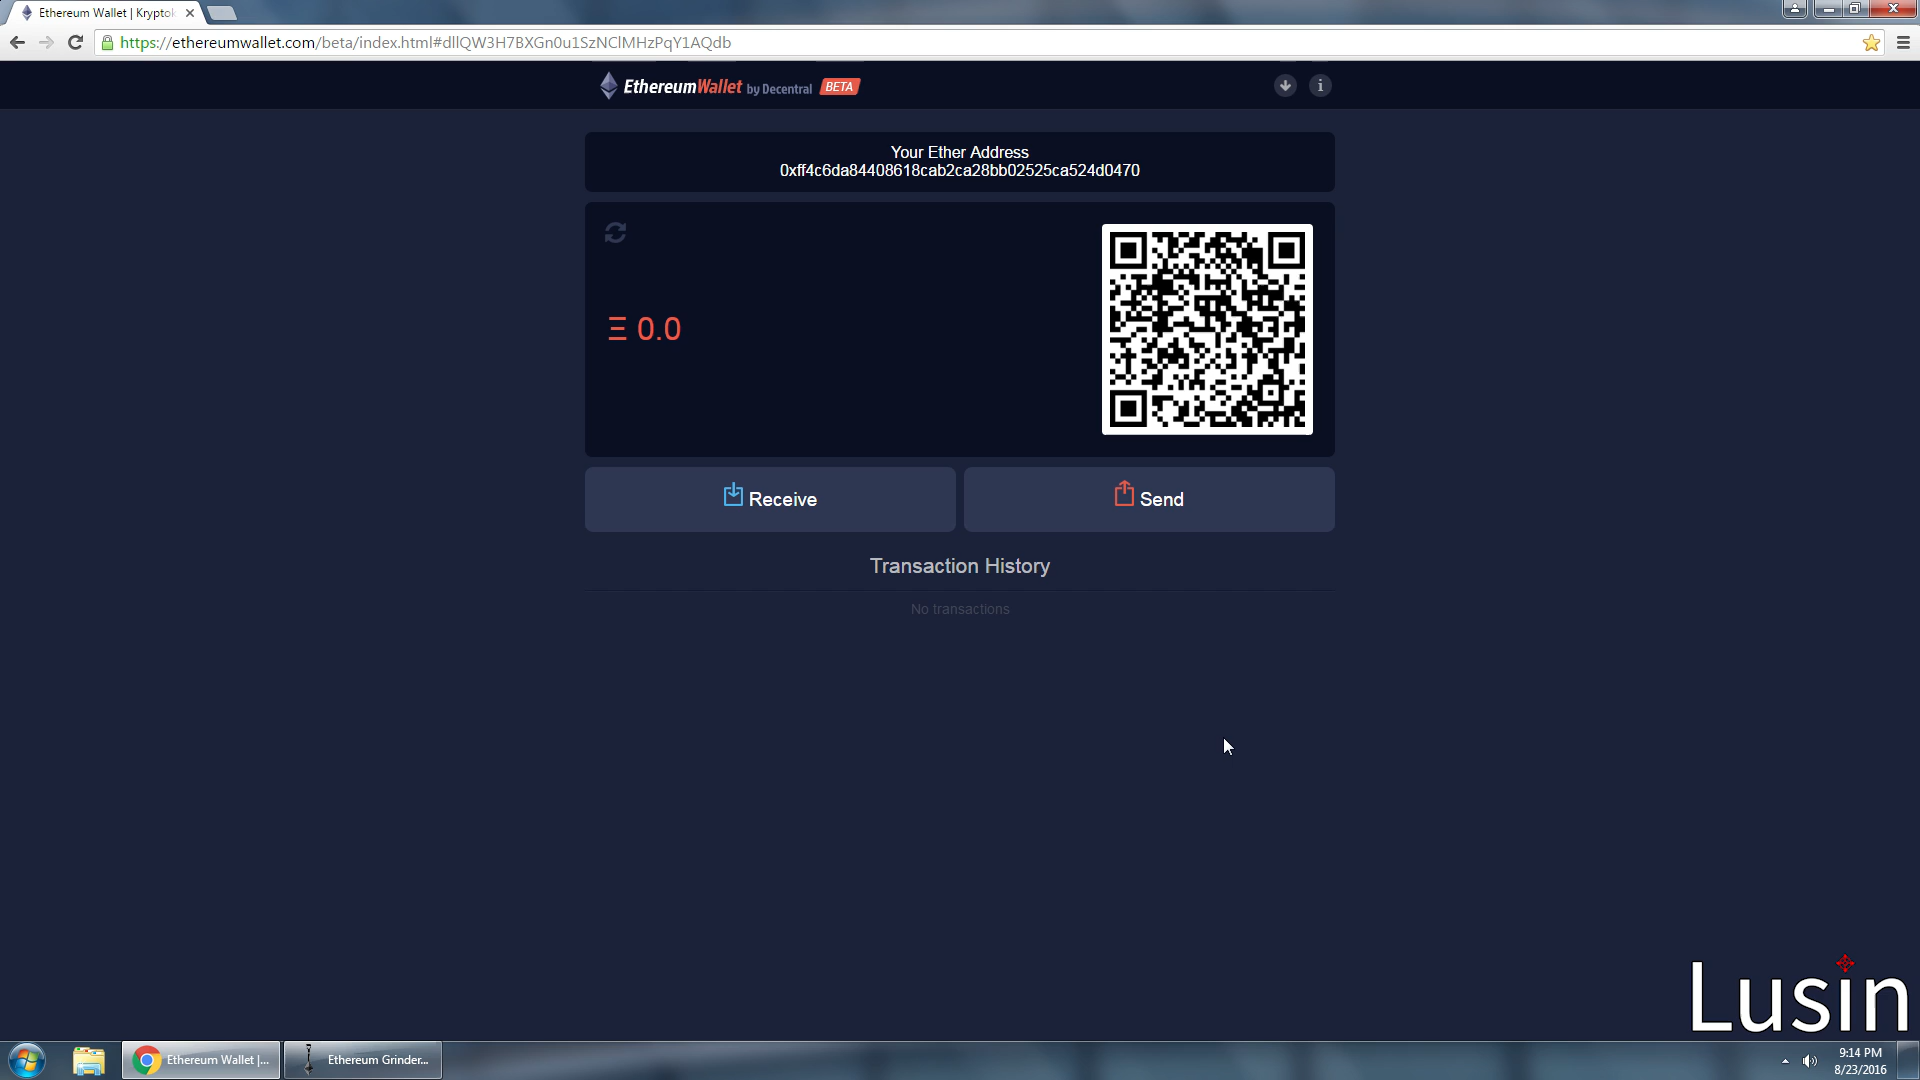 Ethereum Wallet | Kryptok
https://ethereumwallet.com/beta/index.html#dllQW3H7BXGn0u1SzNClMHzPqY1AQdb
EthereumWallet by Decentral BETA
Your Ether Address
0xff4c6da84408618cab2ca28bb02525ca524d0470
Ξ 0.0
Receive
Send
Transaction History
No transactions
Lusin
Ethereum Wallet |...
Ethereum Grinder...
9:14 PM
8/23/2016